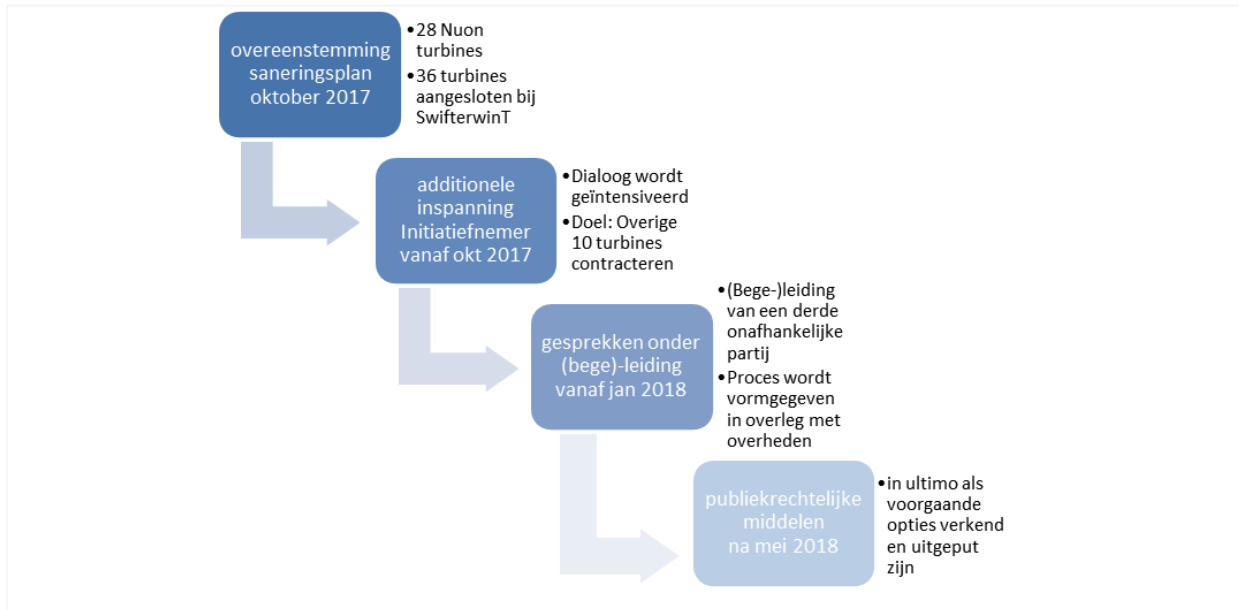 overeenstemming
saneringsplan
oktober 2017
•28 Nuon
turbines
•36 turbines
aangesloten bij
SwifterwinT
additionele
inspanning
Initiatiefnemer
vanaf okt 2017
•Dialoog wordt
geïntensiveerd
•Doel: Overige
10 turbines
contracteren
gesprekken onder
(bege)-leiding
vanaf jan 2018
•(Bege-)leiding
van een derde
onafhankelijke
partij
•Proces wordt
vormgegeven
in overleg met
overheden
publiekrechtelijke
middelen
na mei 2018
•in ultimo als
voorgaande
opties verkend
en uitgeput
zijn